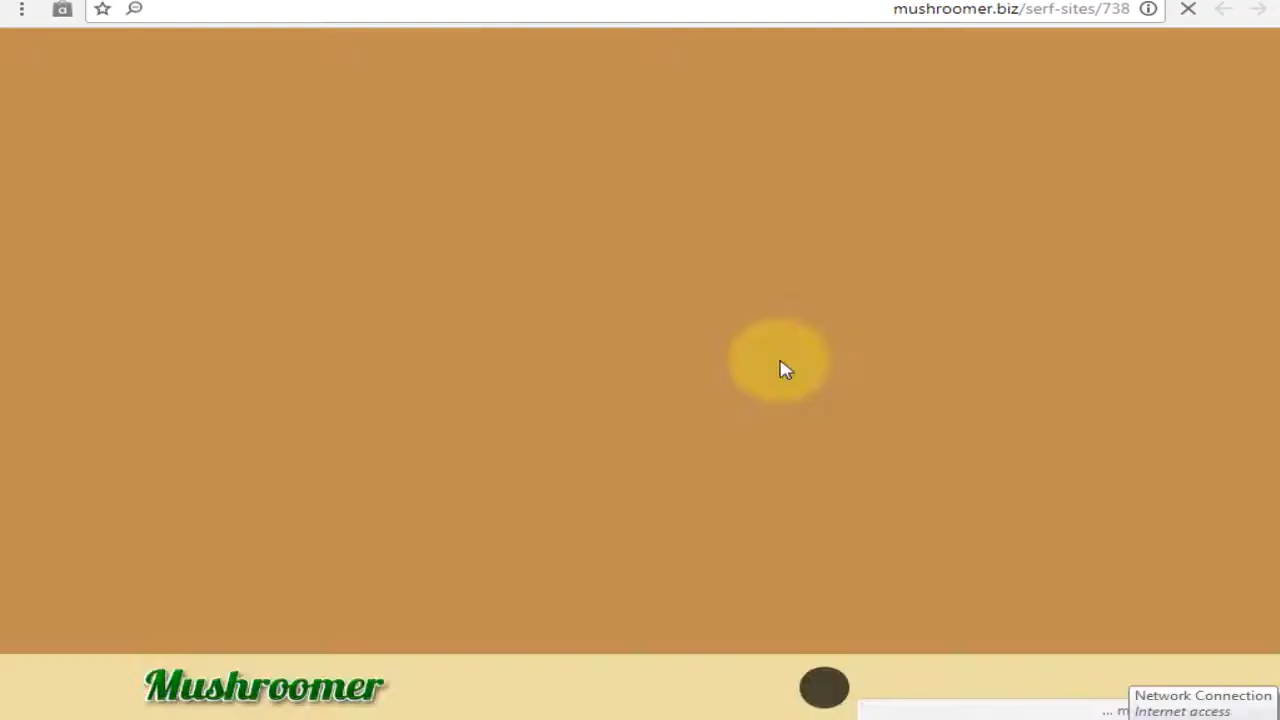 mushroomer.biz/serf-sites/738
Mushroomer
Network Connection
Internet access
... m